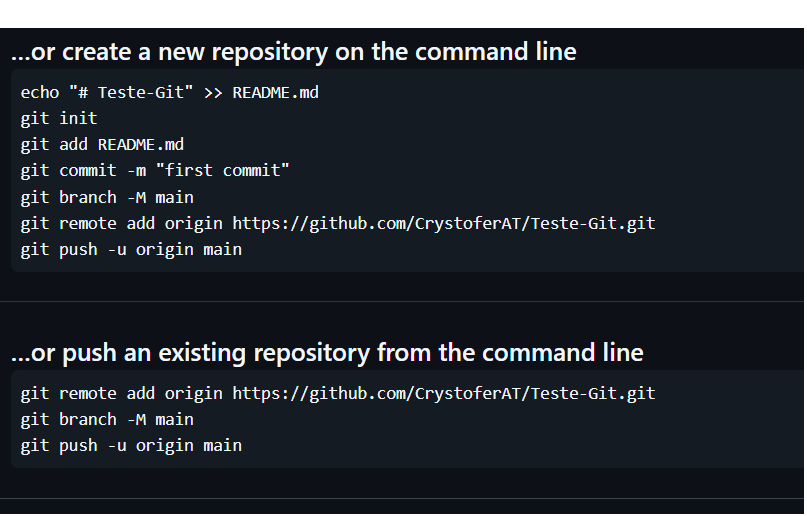 ...or create a new repository on the command line
echo "# Teste-Git" >> README.md
git init
git add README.md
git commit -m "first commit"
git branch -M main
git remote add origin https://github.com/CrystoferAT/Teste-Git.git
git push -u origin main
...or push an existing repository from the command line
git remote add origin https://github.com/CrystoferAT/Teste-Git.git
git branch -M main
git push -u origin main